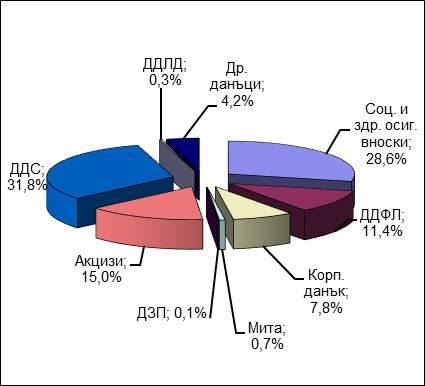 ДДЛД;
0,3%
Др.
данъци;
4,2%
Соц. и
здр. осиг.
вноски;
28,6%
ДДФЛ;
11,4%
Корп.
данък;
7,8%
Мита;
0,7%
ДЗП; 0,1%
Акцизи;
15,0%
ДДС;
31,8%